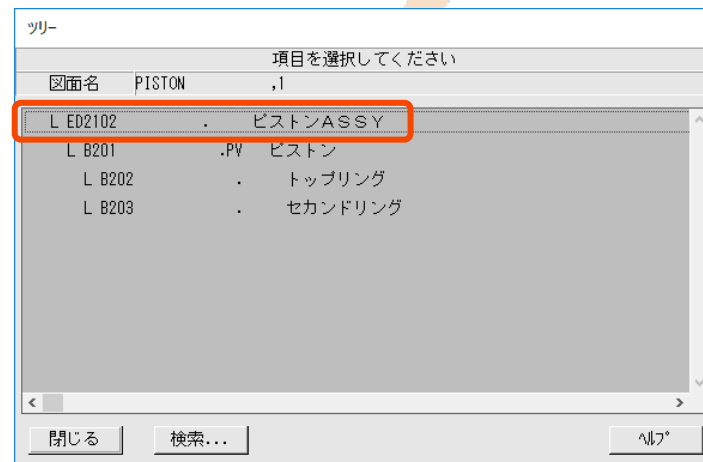 ツリー
項目を選択してください
図面名 PISTON ,1
L ED2102 . ピストンASSY
L B201 .PV ピストン
L B202 . トップリング
L B203 . セカンドリング
閉じる 検索... ﾍﾙﾌﾟ